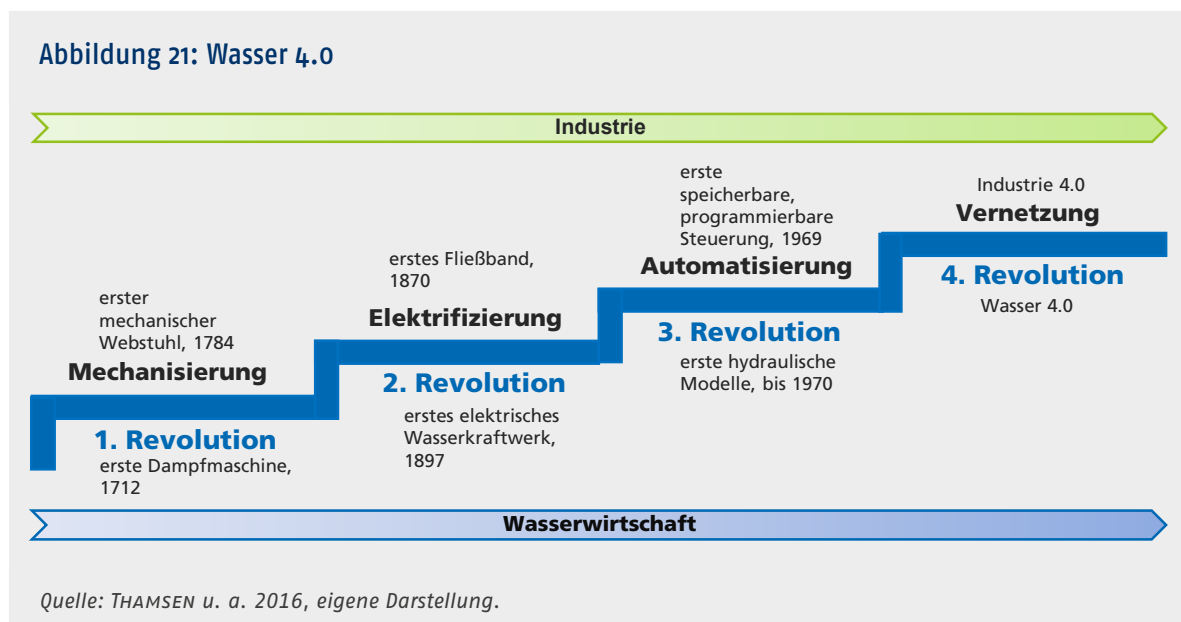 Abbildung 21: Wasser 4.0
Industrie
erster
mechanischer
Webstuhl, 1784
Mechanisierung
1. Revolution
erste Dampfmaschine,
1712
erstes Fließband,
1870
Elektrifizierung
2. Revolution
erstes elektrisches
Wasserkraftwerk,
1897
erste
speicherbare,
programmierbare
Steuerung, 1969
Automatisierung
3. Revolution
erste hydraulische
Modelle, bis 1970
Industrie 4.0
Vernetzung
4. Revolution
Wasser 4.0
Wasserwirtschaft
Quelle: THAMSEN u. a. 2016, eigene Darstellung.